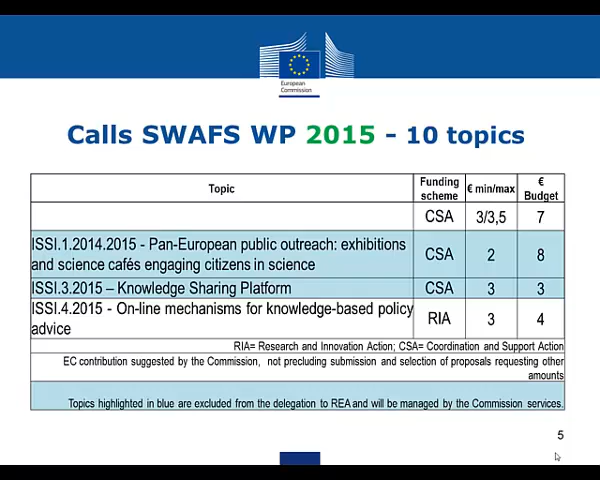 European
Commission
Calls SWAFS WP 2015 - 10 topics
Topic
Funding
scheme
€ min/max
€
Budget
CSA 3/3,5 7
ISSI.1.2014.2015 - Pan-European public outreach: exhibitions
and science cafés engaging citizens in science
CSA 2 8
ISSI.3.2015 – Knowledge Sharing Platform CSA 3 3
ISSI.4.2015 - On-line mechanisms for knowledge-based policy
advice
RIA 3 4
RIA= Research and Innovation Action; CSA= Coordination and Support Action
EC contribution suggested by the Commission, not precluding submission and selection of proposals requesting other
amounts
Topics highlighted in blue are excluded from the delegation to REA and will be managed by the Commission services.
5